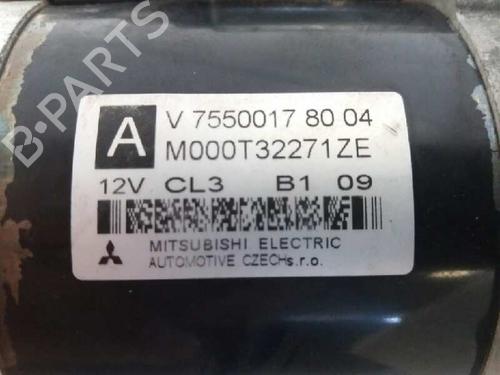 B-PARTS
A
V 7550017 80 04
M000T32271ZE
12V CL3 B1 09
MITSUBISHI ELECTRIC
AUTOMOTIVE CZECH s.r.o.